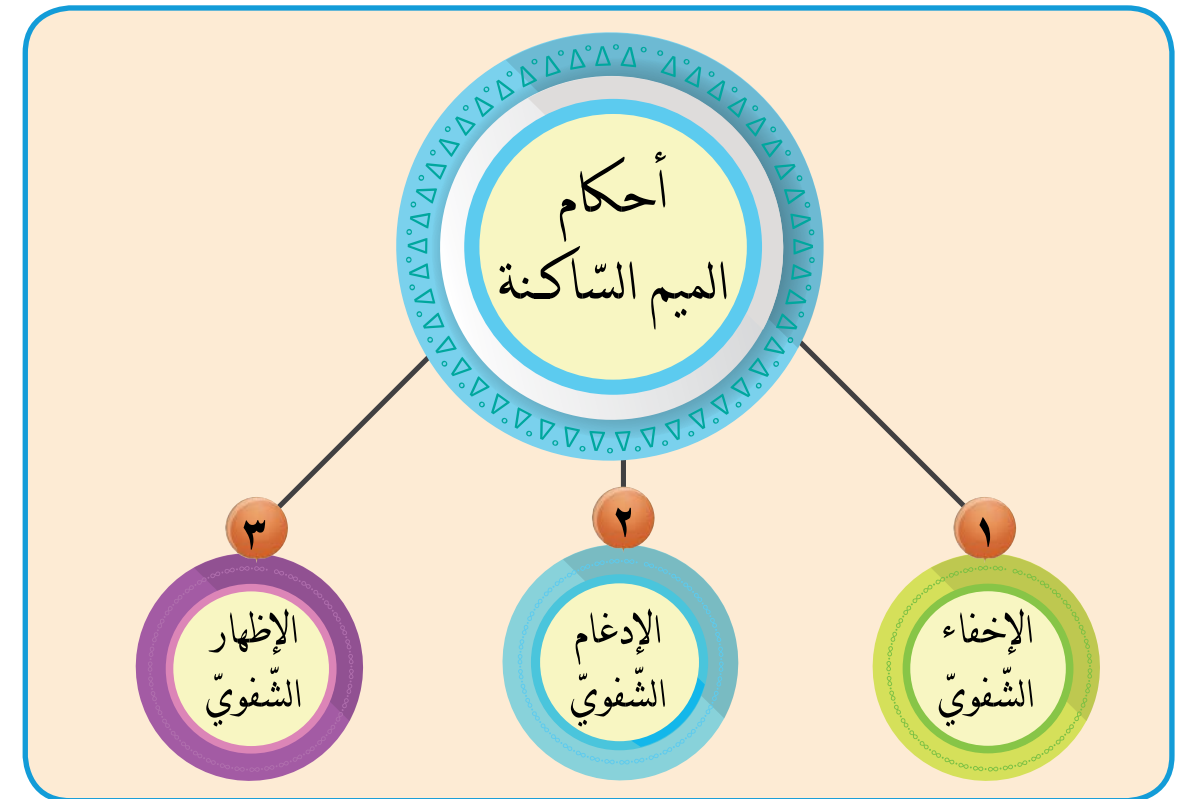 أحكام
الميم السّاكنة
١
الإخفاء
الشّفويّ
٢
الإدغام
الشّفويّ
٣
الإظهار
الشّفويّ